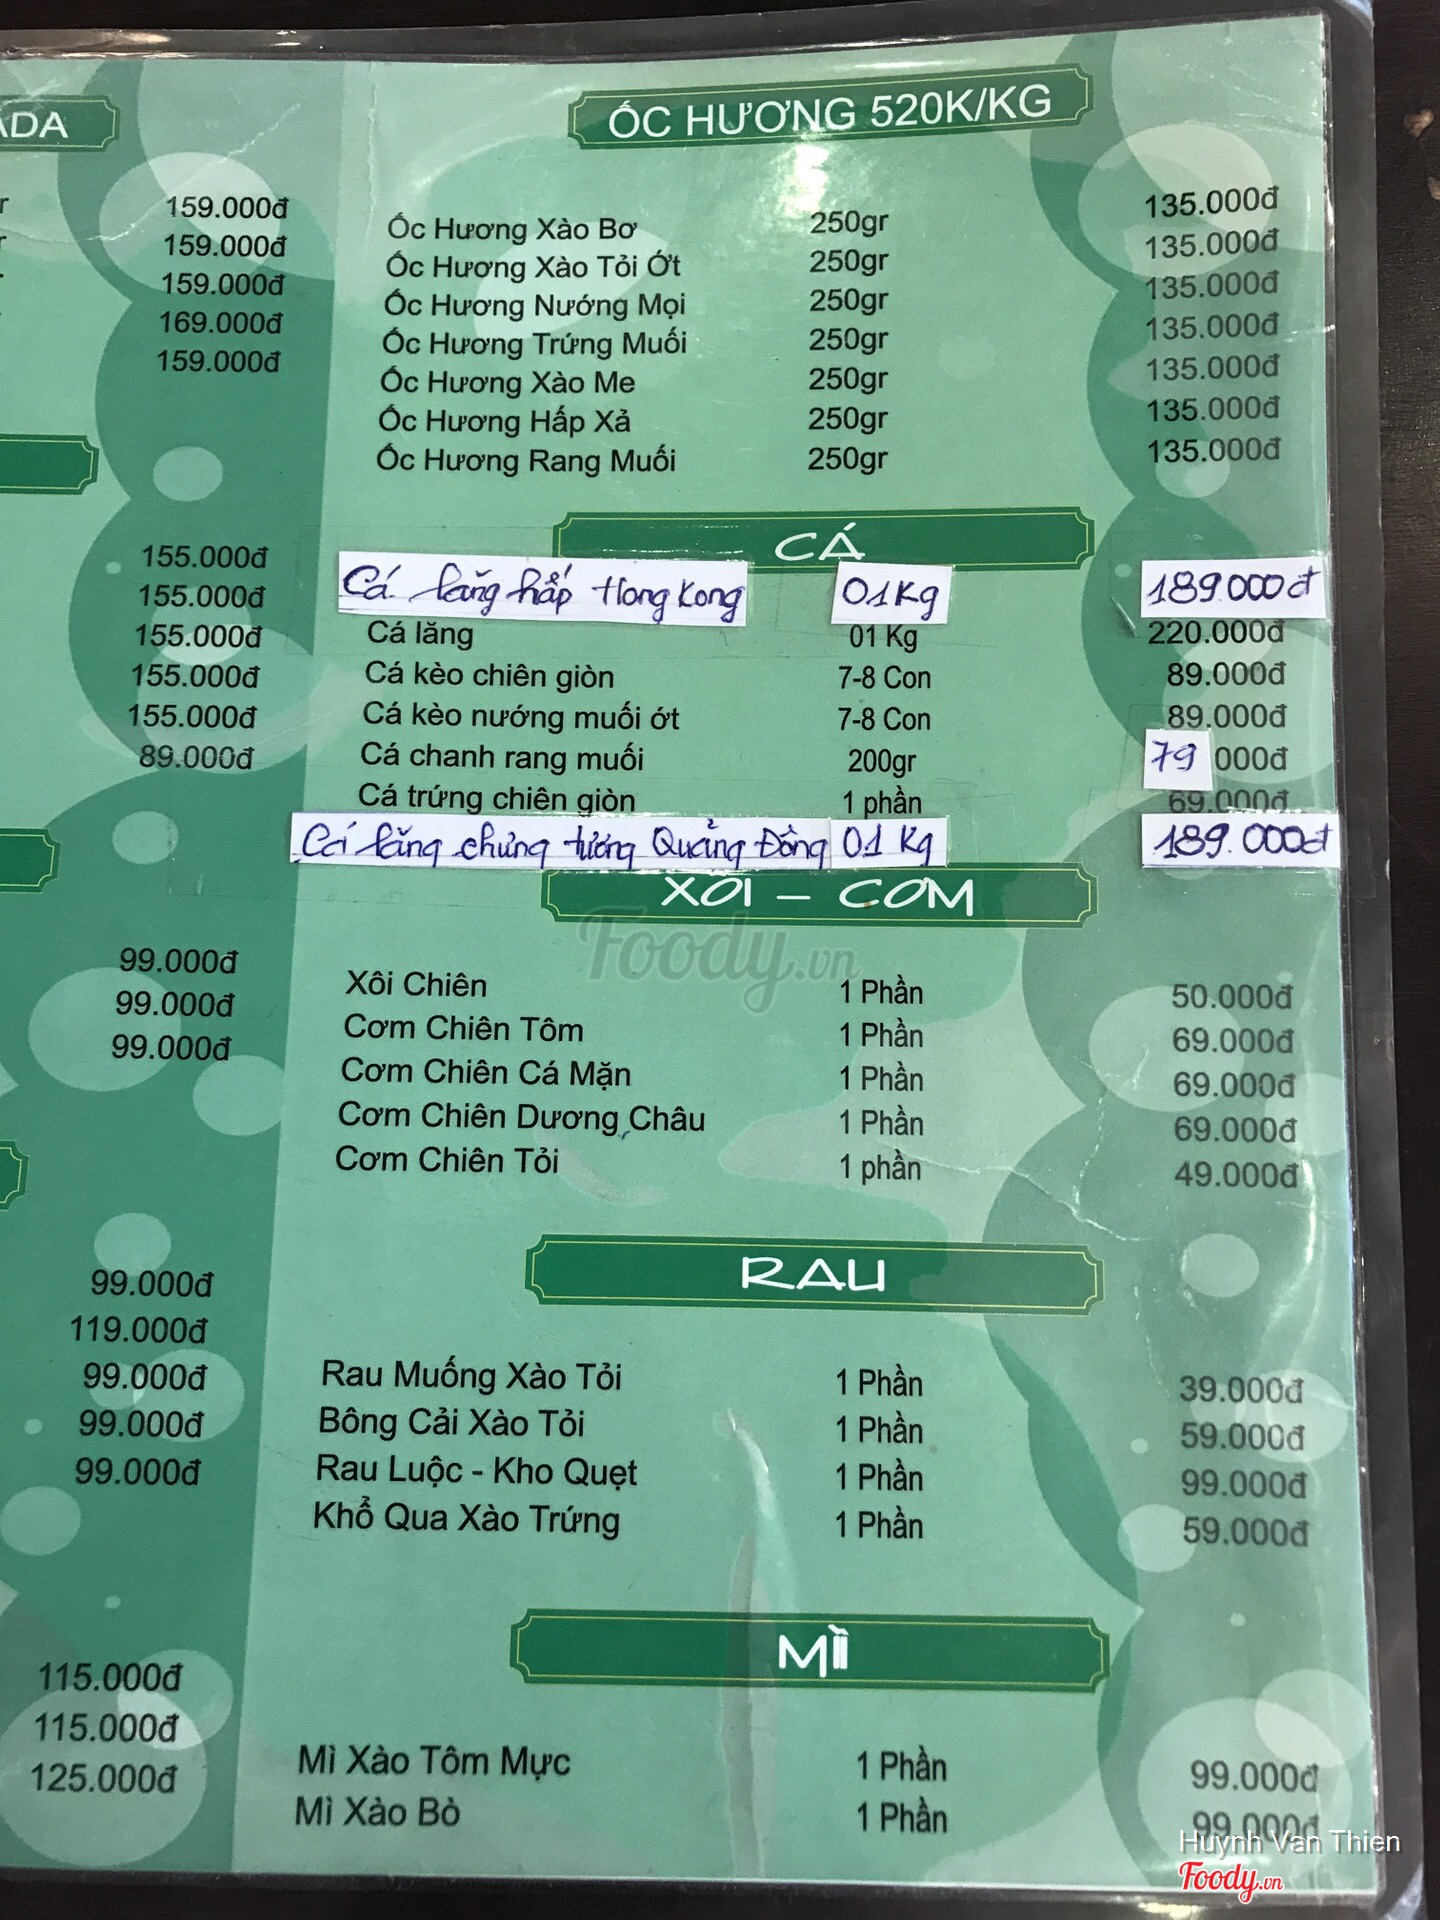 ADA
159.000đ
159.000đ
159.000đ
169.000đ
159.000đ
155.000đ
155.000đ
155.000đ
155.000đ
155.000đ
89.000đ
99.000đ
99.000đ
99.000đ
99.000đ
119.000đ
99.000đ
99.000đ
99.000đ
115.000đ
115.000đ
125.000đ
ỐC HƯƠNG 520K/KG
Ốc Hương Xào Bơ 250gr 135.000đ
Ốc Hương Xào Tỏi Ớt 250gr 135.000đ
Ốc Hương Nướng Mọi 250gr 135.000đ
Ốc Hương Trứng Muối 250gr 135.000đ
Ốc Hương Xào Me 250gr 135.000đ
Ốc Hương Hấp Xả 250gr 135.000đ
Ốc Hương Rang Muối 250gr 135.000đ
CÁ
Cá lăng hấp Hong Kong 01Kg 189.000đ
Cá lăng 01 Kg 220.000đ
Cá kèo chiên giòn 7-8 Con 89.000đ
Cá kèo nướng muối ớt 7-8 Con 89.000đ
Cá chanh rang muối 200gr 79 000đ
Cá trứng chiên giòn 1 phần 69.000đ
Cá lăng chưng tương Quảng Đông 01 Kg 189.000đ
XÔI - CƠM
Xôi Chiên 1 Phần 50.000đ
Cơm Chiên Tôm 1 Phần 69.000đ
Cơm Chiên Cá Mặn 1 Phần 69.000đ
Cơm Chiên Dương Châu 1 Phần 69.000đ
Cơm Chiên Tỏi 1 phần 49.000đ
RAU
Rau Muống Xào Tỏi 1 Phần 39.000đ
Bông Cải Xào Tỏi 1 Phần 59.000đ
Rau Luộc - Kho Quẹt 1 Phần 99.000đ
Khổ Qua Xào Trứng 1 Phần 59.000đ
MÌ
Mì Xào Tôm Mực 1 Phần 99.000đ
Mì Xào Bò 1 Phần 99.000đ
Foody.vn
Huynh Van Thien
Foody.vn